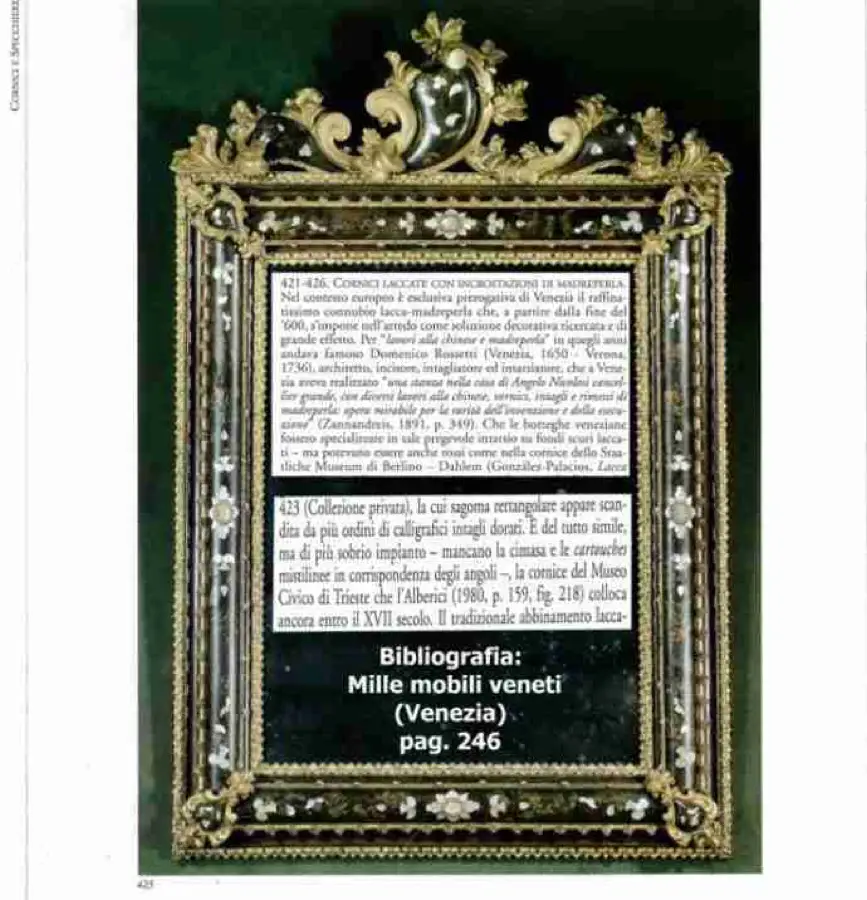 CORNICI E SPECCHIERE
421-426. CORNICI LACCATE CON INCROSTAZIONI DI MADREPERLA.
Nel contesto europeo è esclusiva prerogativa di Venezia il raffina-
tissimo connubio lacca-madreperla che, a partire dalla fine del
'600, s'impone nell'arredo come soluzione decorativa ricercata e di
grande effetto. Per "lavori alla chinese e madreperla" in quegli anni
andava famoso Domenico Rossetti (Venezia, 1650 - Verona,
1736), architetto, incisore, intagliatore ed intarsiatore, che a Vene-
zia aveva realizzato "una stanza nella casa di Angelo Nicolosi cancel-
lier grande, con diversi lavori alla chinese, vernici, intagli e rimessi di
madreperla: opera mirabile per la rarità dell'invenzione e della esecu-
zione" (Zannandreis, 1891, p. 349). Che le botteghe veneziane
fossero specializzate in tale pregevole intarsio su fondi scuri lacca-
ti – ma potevano essere anche rossi come nella cornice dello Staa-
tliche Museum di Berlino – Dahlem (Gonzáles-Palacios, Lacca
423 (Collezione privata), la cui sagoma rettangolare appare scan-
dita da più ordini di calligrafici intagli dorati. È del tutto simile,
ma di più sobrio impianto – mancano la cimasa e le cartouches
mistilinee in corrispondenza degli angoli –, la cornice del Museo
Civico di Trieste che l'Alberici (1980, p. 159, fig. 218) colloca
ancora entro il XVII secolo. Il tradizionale abbinamento lacca-
Bibliografia:
Mille mobili veneti
(Venezia)
pag. 246
423